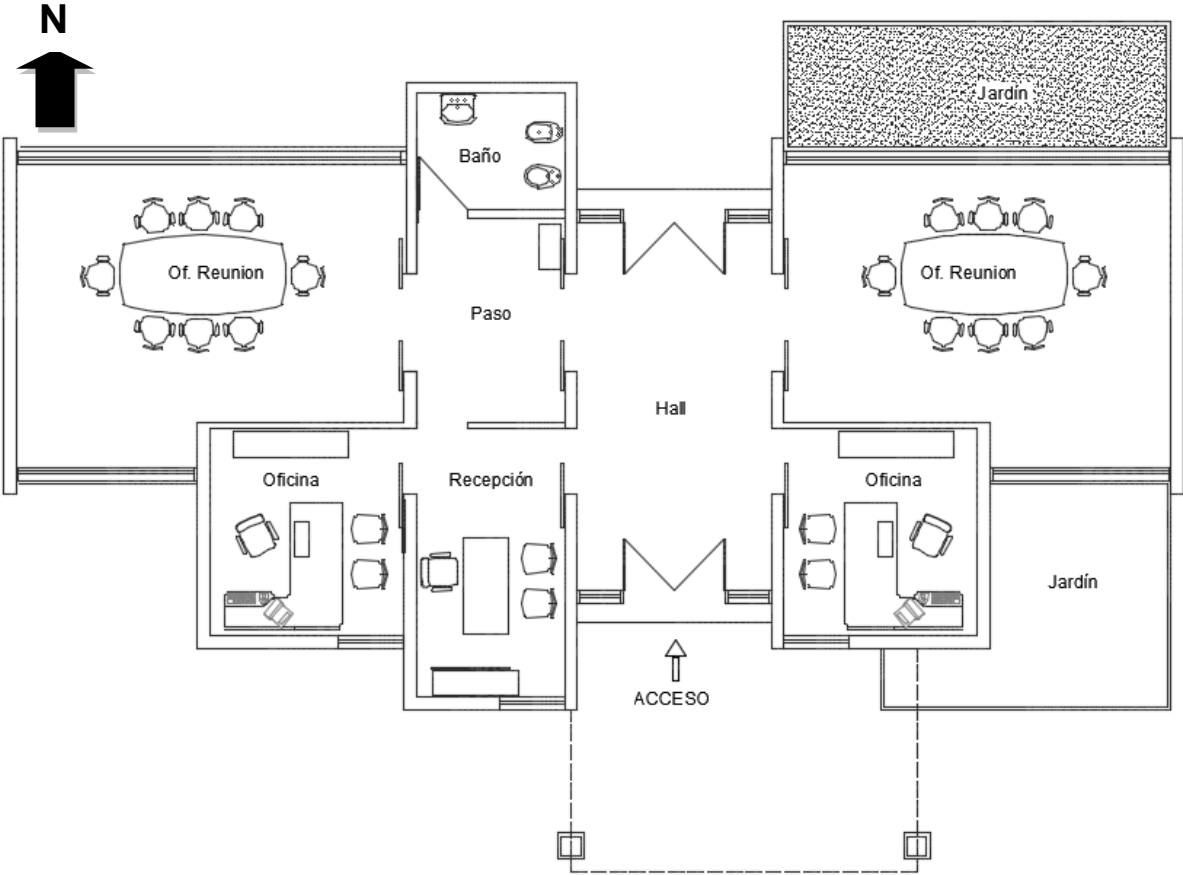 N
Jardín
Baño
Of. Reunion
Of. Reunion
Paso
Hall
Oficina
Recepción
Oficina
Jardín
ACCESO